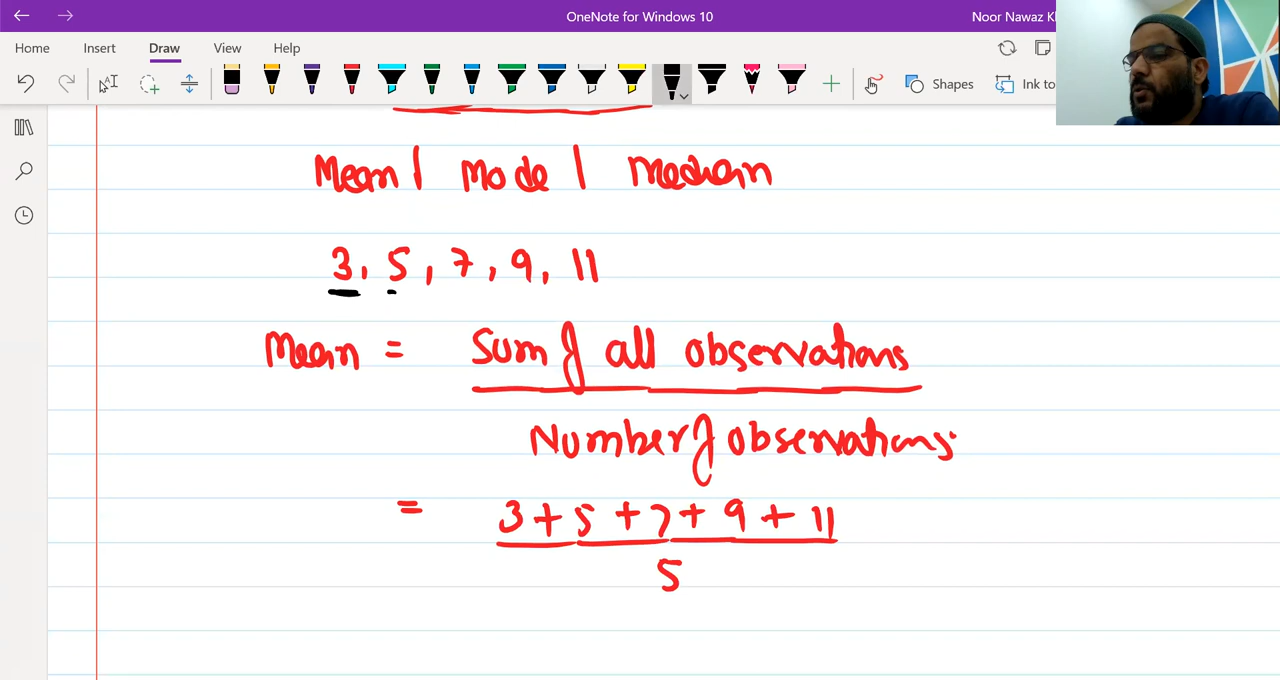 OneNote for Windows 10
Noor Nawaz
Home Insert Draw View Help
Shapes
Ink to
Mean | Mode | Median
3, 5, 7, 9, 11
Mean = Sum of all observations
Number of observations
= 3 + 5 + 7 + 9 + 11
5